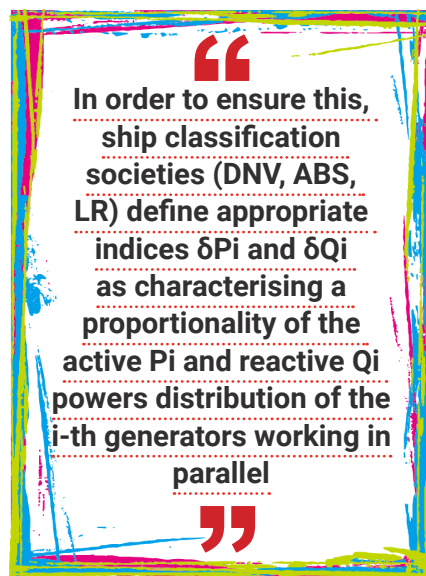 “
In order to ensure this,
ship classification
societies (DNV, ABS,
LR) define appropriate
indices δPi and δQi
as characterising a
proportionality of the
active Pi and reactive Qi
powers distribution of the
i-th generators working in
parallel
”